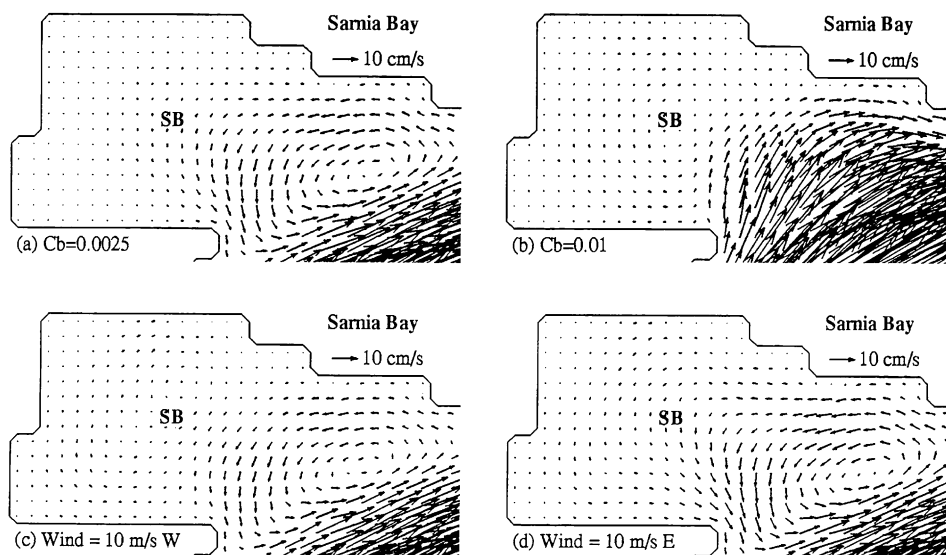 Sarnia Bay
10 cm/s
SB
(a) Cb=0.0025
Sarnia Bay
10 cm/s
SB
(b) Cb=0.01
Sarnia Bay
10 cm/s
SB
(c) Wind = 10 m/s W
Sarnia Bay
10 cm/s
SB
(d) Wind = 10 m/s E